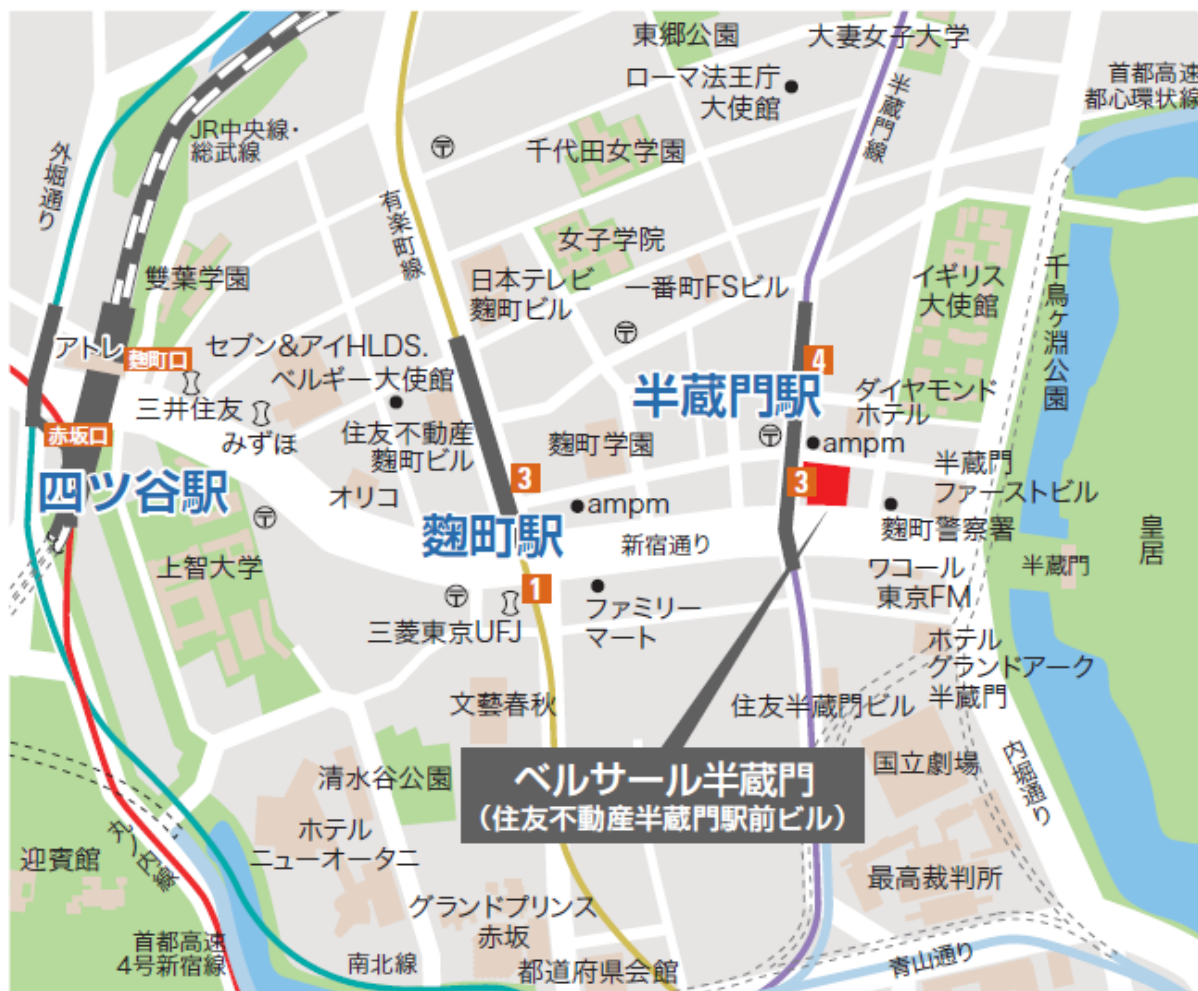 東郷公園
大妻女子大学
ローマ法王庁
大使館
首都高速
都心環状線
半蔵門線
JR中央線・
総武線
外堀通り
千代田女学園
有楽町線
女子学院
雙葉学園
日本テレビ
麴町ビル
一番町FSビル
イギリス
大使館
千鳥ヶ淵公園
アトレ
麴町口
セブン&アイHLDS.
ベルギー大使館
4
半蔵門駅
ダイヤモンド
ホテル
三井住友
みずほ
赤坂口
住友不動産
麴町ビル
麴町学園
ampm
半蔵門
ファーストビル
四ツ谷駅
オリコ
3
ampm
3
麴町警察署
皇居
麴町駅
新宿通り
半蔵門
上智大学
1
ファミリー
マート
ワコール
東京FM
三菱東京UFJ
ホテル
グランドアーク
半蔵門
文藝春秋
住友半蔵門ビル
ベルサール半蔵門
(住友不動産半蔵門駅前ビル)
国立劇場
内堀通り
清水谷公園
ホテル
ニューオータニ
丸ノ内線
迎賓館
最高裁判所
グランドプリンス
赤坂
首都高速
4号新宿線
南北線
都道府県会館
青山通り